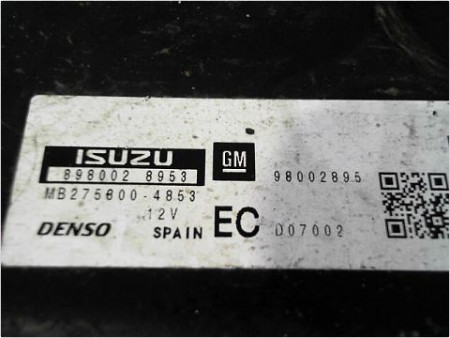 ISUZU
898002 8953
MB275800-4853
12V
DENSO SPAIN
GM
98002895
EC D07002